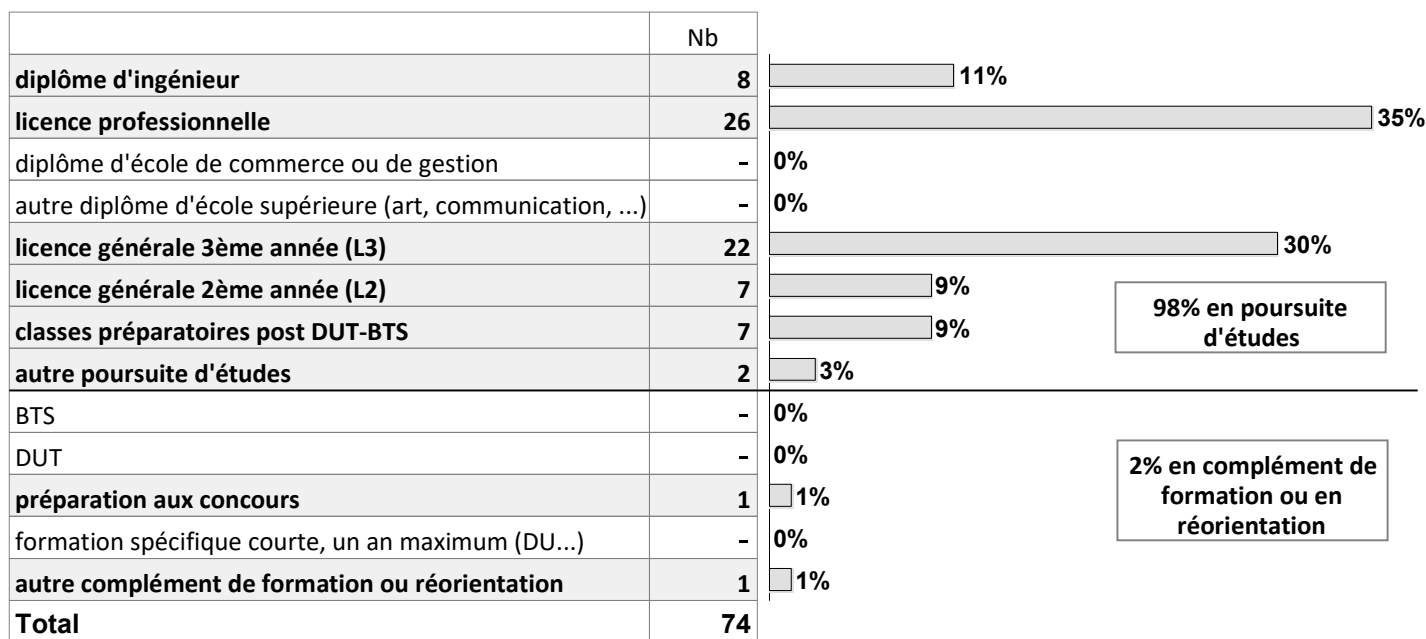 Nb
diplôme d'ingénieur 8 11%
licence professionnelle 26 35%
diplôme d'école de commerce ou de gestion - 0%
autre diplôme d'école supérieure (art, communication, ...) - 0%
licence générale 3ème année (L3) 22 30%
licence générale 2ème année (L2) 7 9%
classes préparatoires post DUT-BTS 7 9%
autre poursuite d'études 2 3%
98% en poursuite
d'études
BTS - 0%
DUT - 0%
préparation aux concours 1 1%
formation spécifique courte, un an maximum (DU...) - 0%
autre complément de formation ou réorientation 1 1%
2% en complément de
formation ou en
réorientation
Total 74